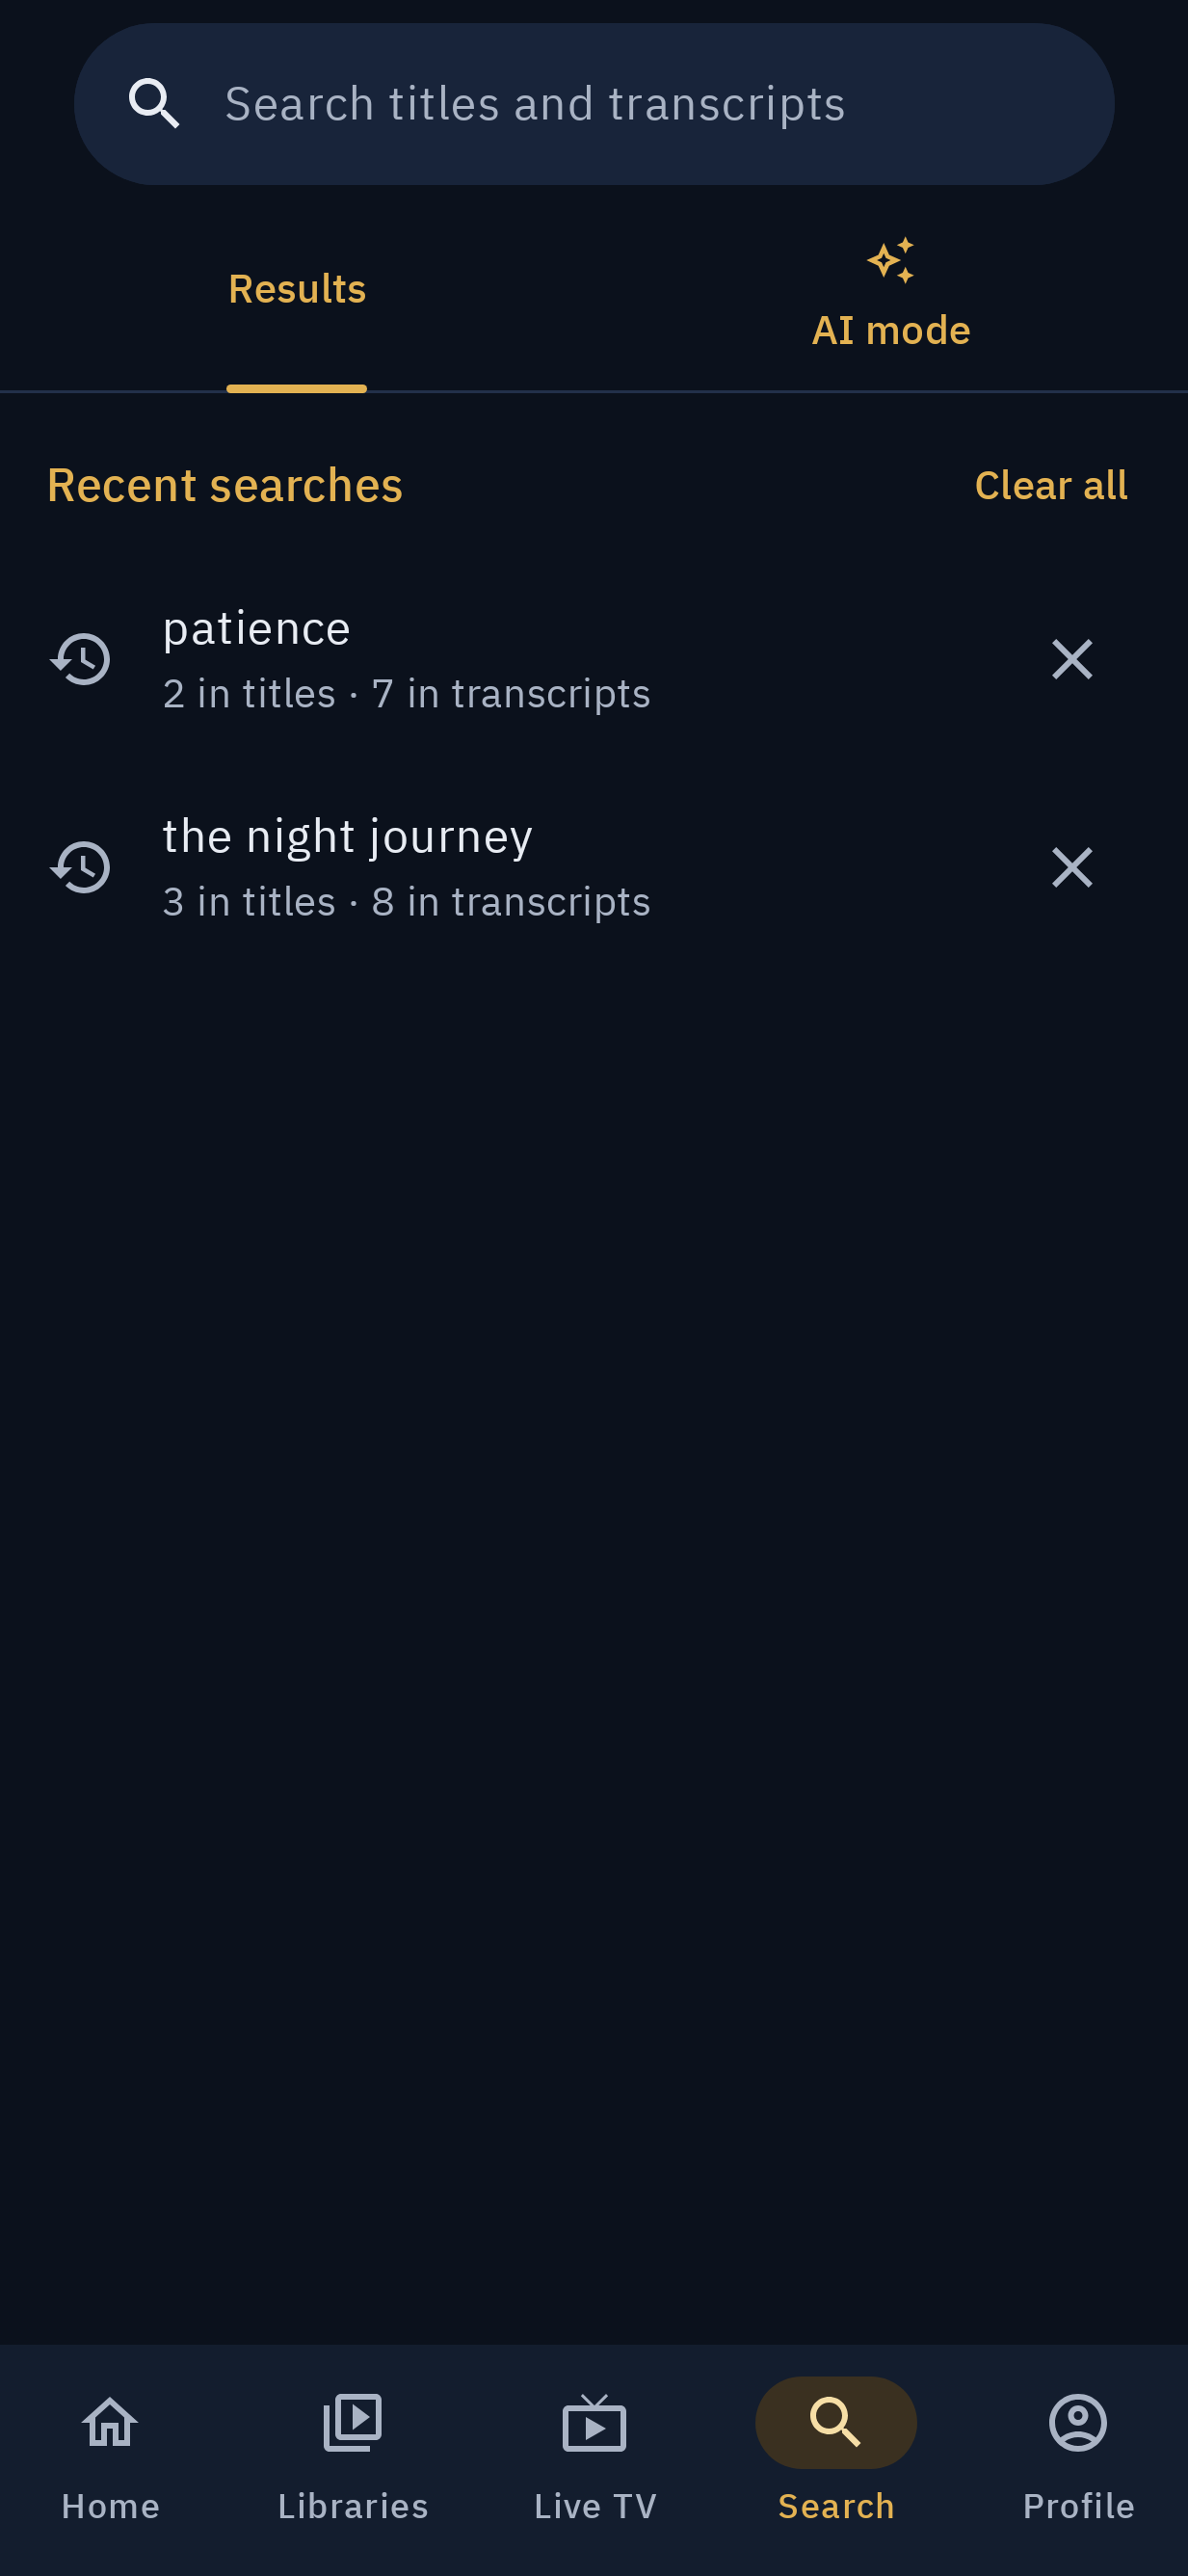 Search titles and transcripts
Results
AI mode
Recent searches
Clear all
patience
2 in titles · 7 in transcripts
the night journey
3 in titles · 8 in transcripts
Home
Libraries
Live TV
Search
Profile